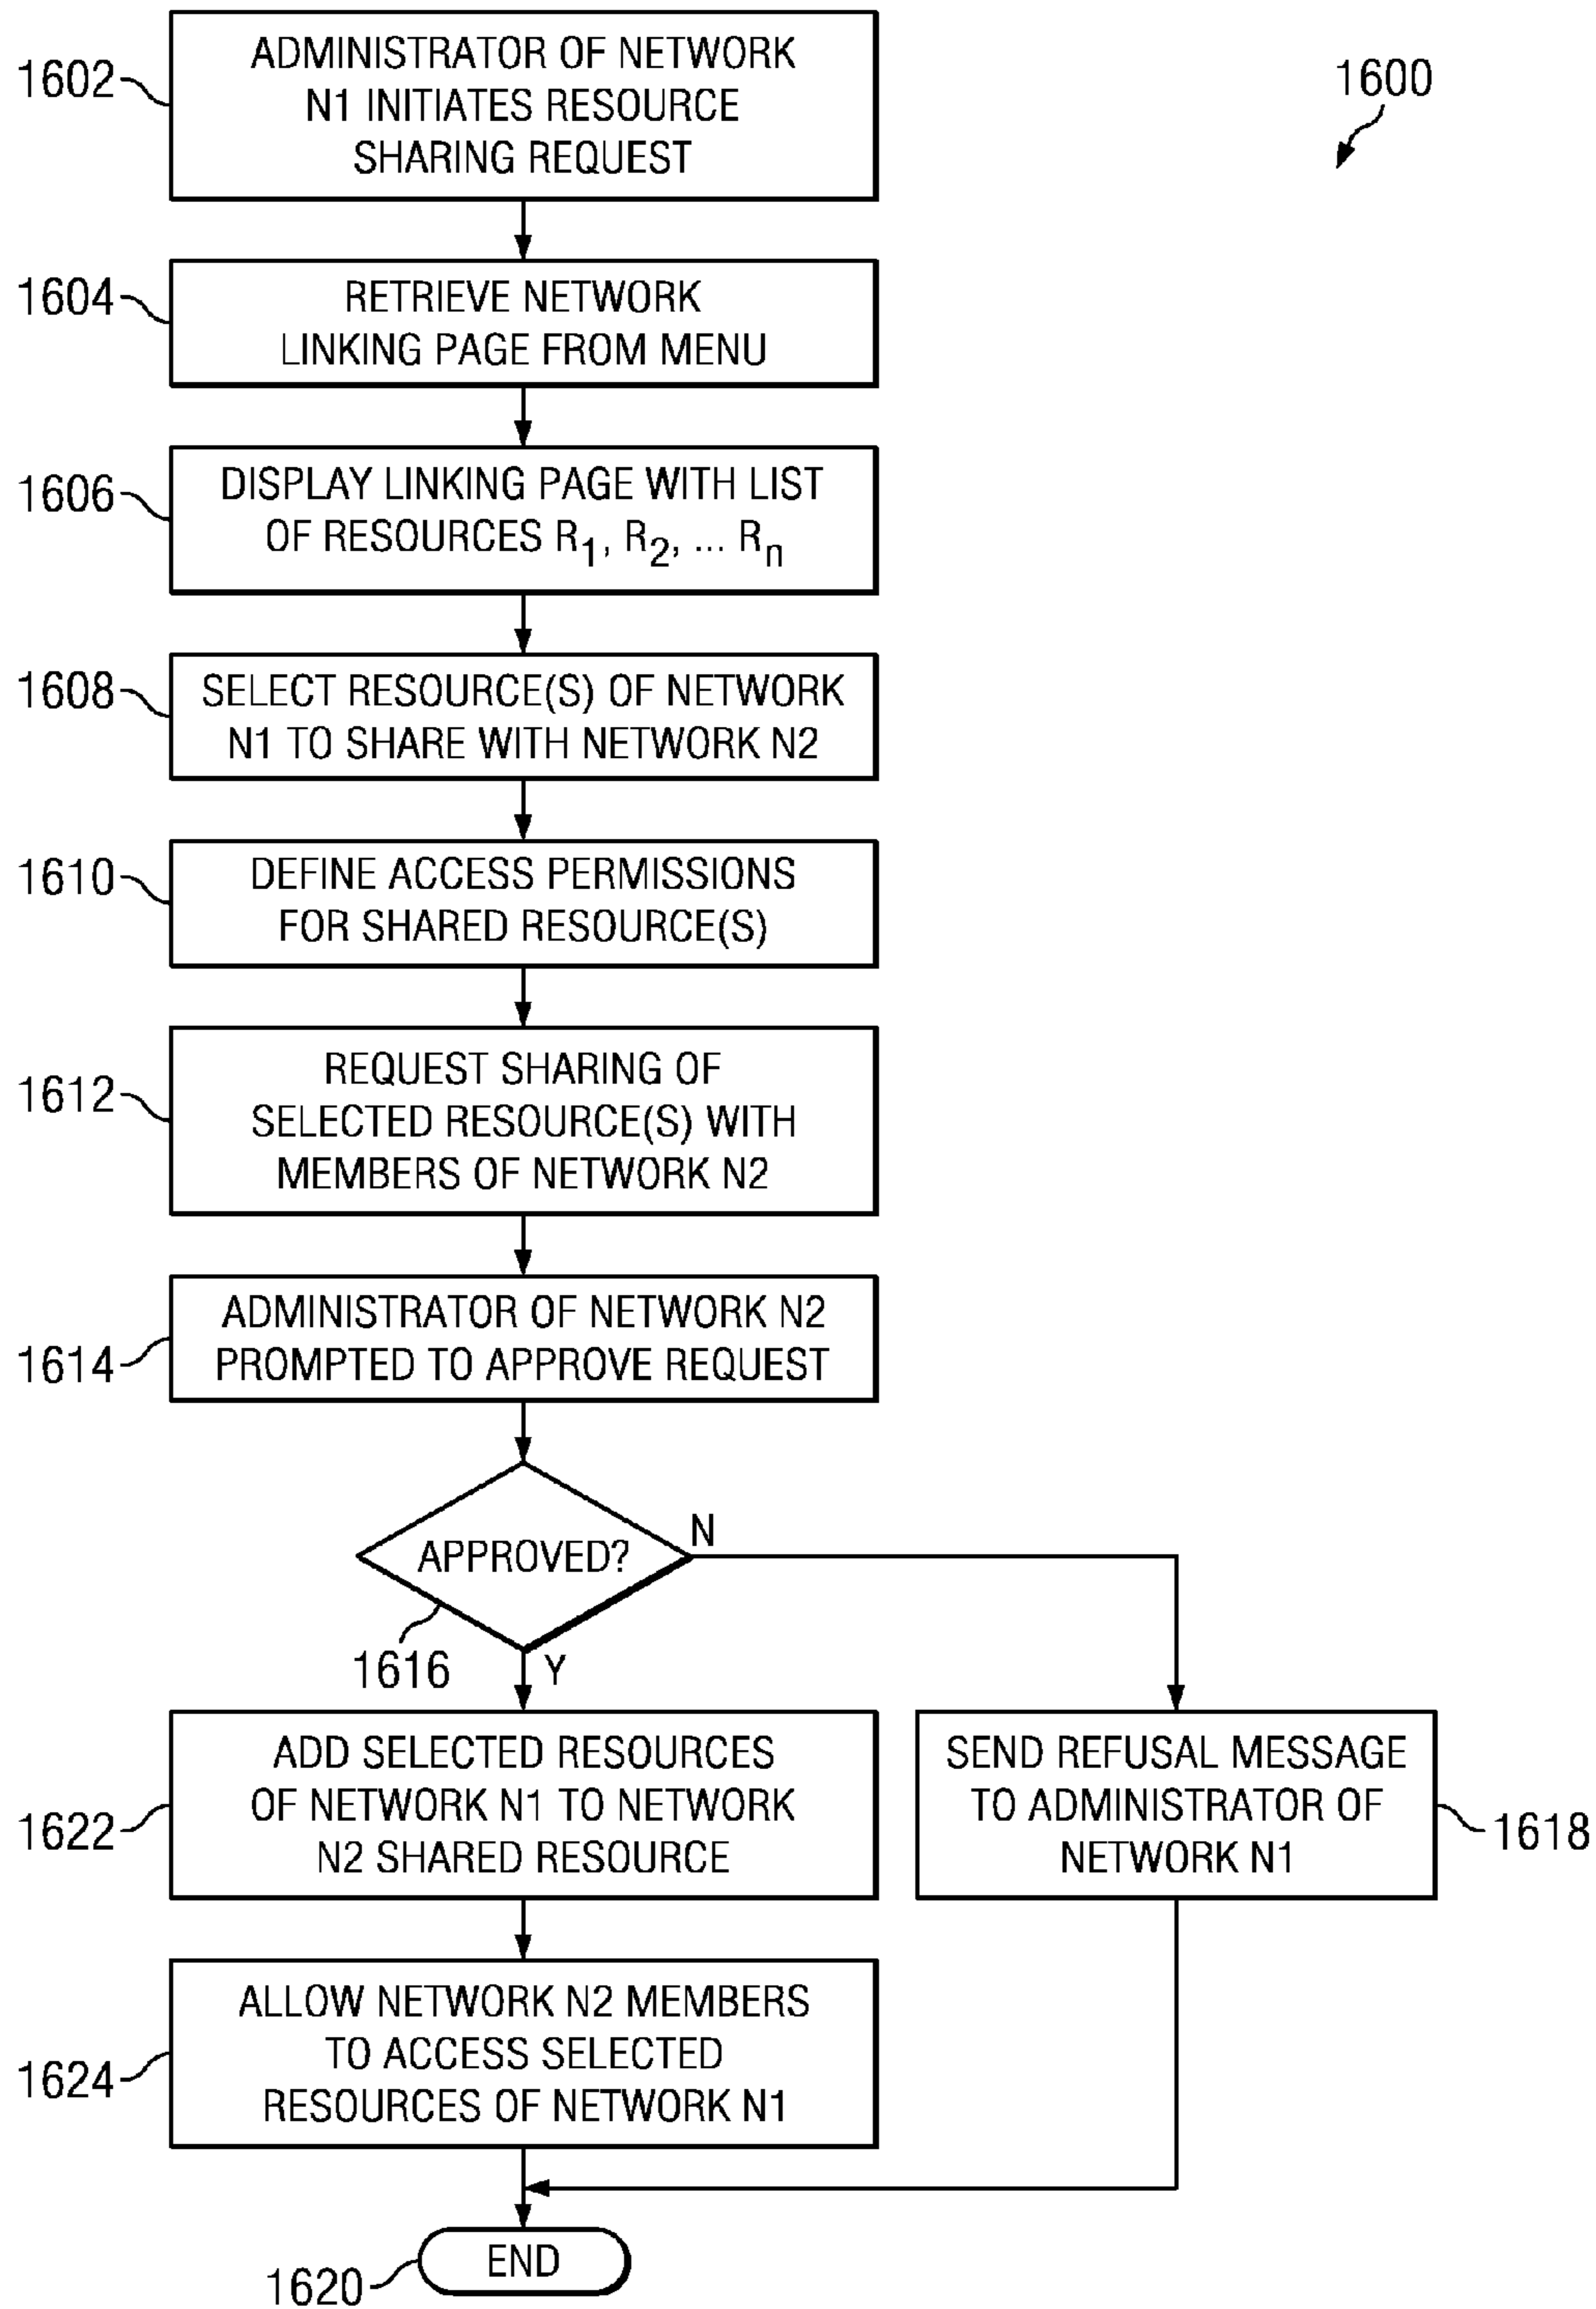 1600
1602
ADMINISTRATOR OF NETWORK
N1 INITIATES RESOURCE
SHARING REQUEST
1604
RETRIEVE NETWORK
LINKING PAGE FROM MENU
1606
DISPLAY LINKING PAGE WITH LIST
OF RESOURCES R1, R2, ... Rn
1608
SELECT RESOURCE(S) OF NETWORK
N1 TO SHARE WITH NETWORK N2
1610
DEFINE ACCESS PERMISSIONS
FOR SHARED RESOURCE(S)
1612
REQUEST SHARING OF
SELECTED RESOURCE(S) WITH
MEMBERS OF NETWORK N2
1614
ADMINISTRATOR OF NETWORK N2
PROMPTED TO APPROVE REQUEST
APPROVED?
N
1616
Y
1622
ADD SELECTED RESOURCES
OF NETWORK N1 TO NETWORK
N2 SHARED RESOURCE
SEND REFUSAL MESSAGE
TO ADMINISTRATOR OF
NETWORK N1
1618
1624
ALLOW NETWORK N2 MEMBERS
TO ACCESS SELECTED
RESOURCES OF NETWORK N1
END
1620